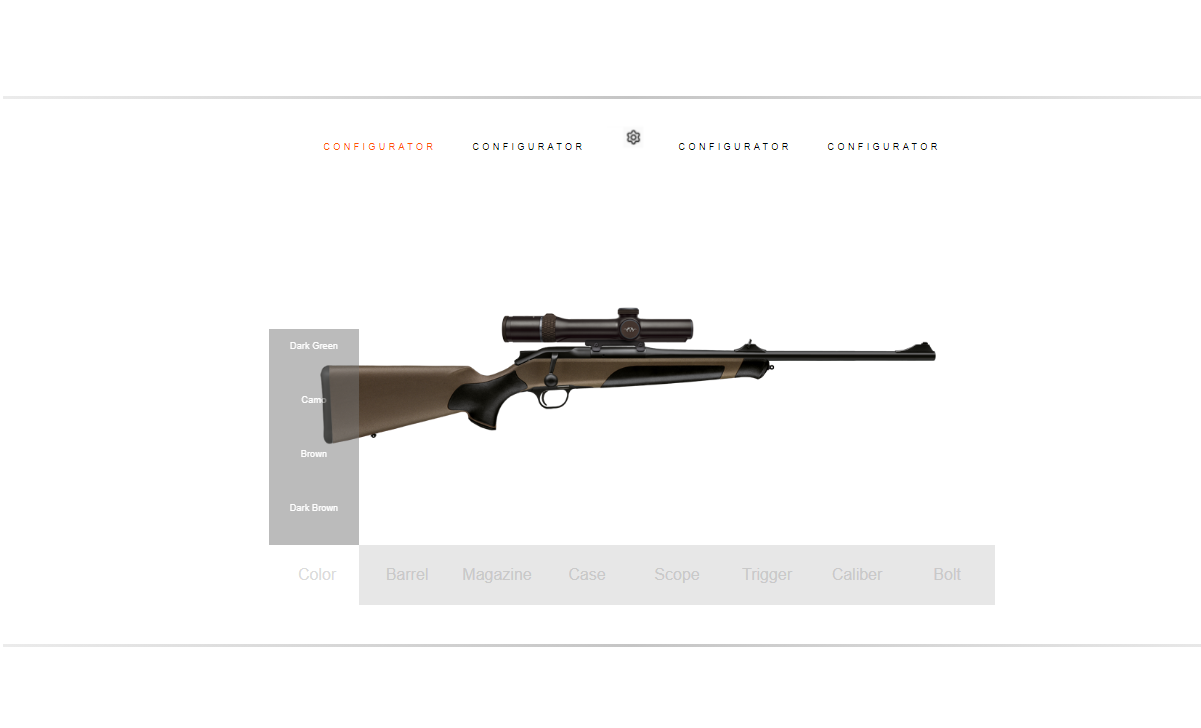 CONFIGURATOR CONFIGURATOR CONFIGURATOR CONFIGURATOR
Dark Green
Camo
Brown
Dark Brown
Color Barrel Magazine Case Scope Trigger Caliber Bolt